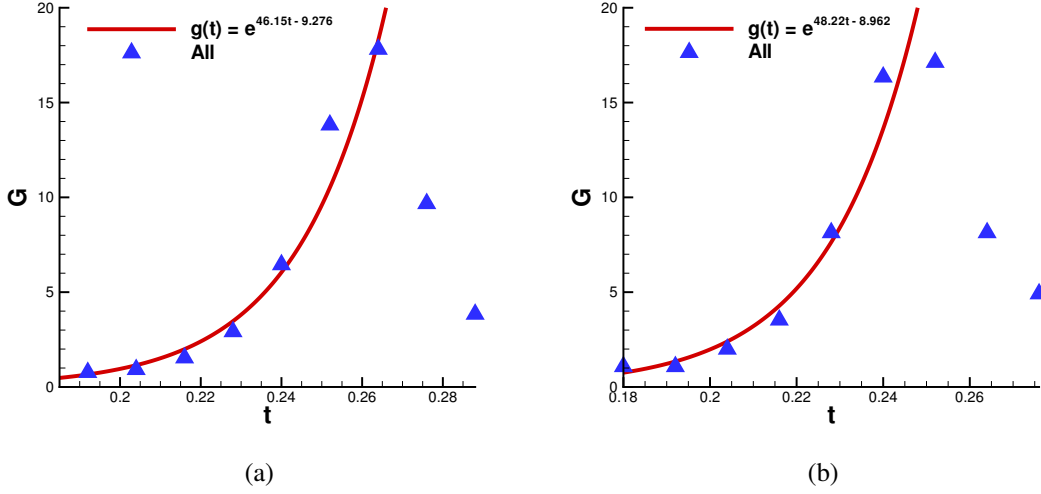 20
15
10
5
0
G
g(t) = e^46.15t - 9.276
All
0.2
0.22
0.24
0.26
0.28
t
(a)
20
15
10
5
0
G
g(t) = e^48.22t - 8.962
All
0.18
0.2
0.22
0.24
0.26
t
(b)